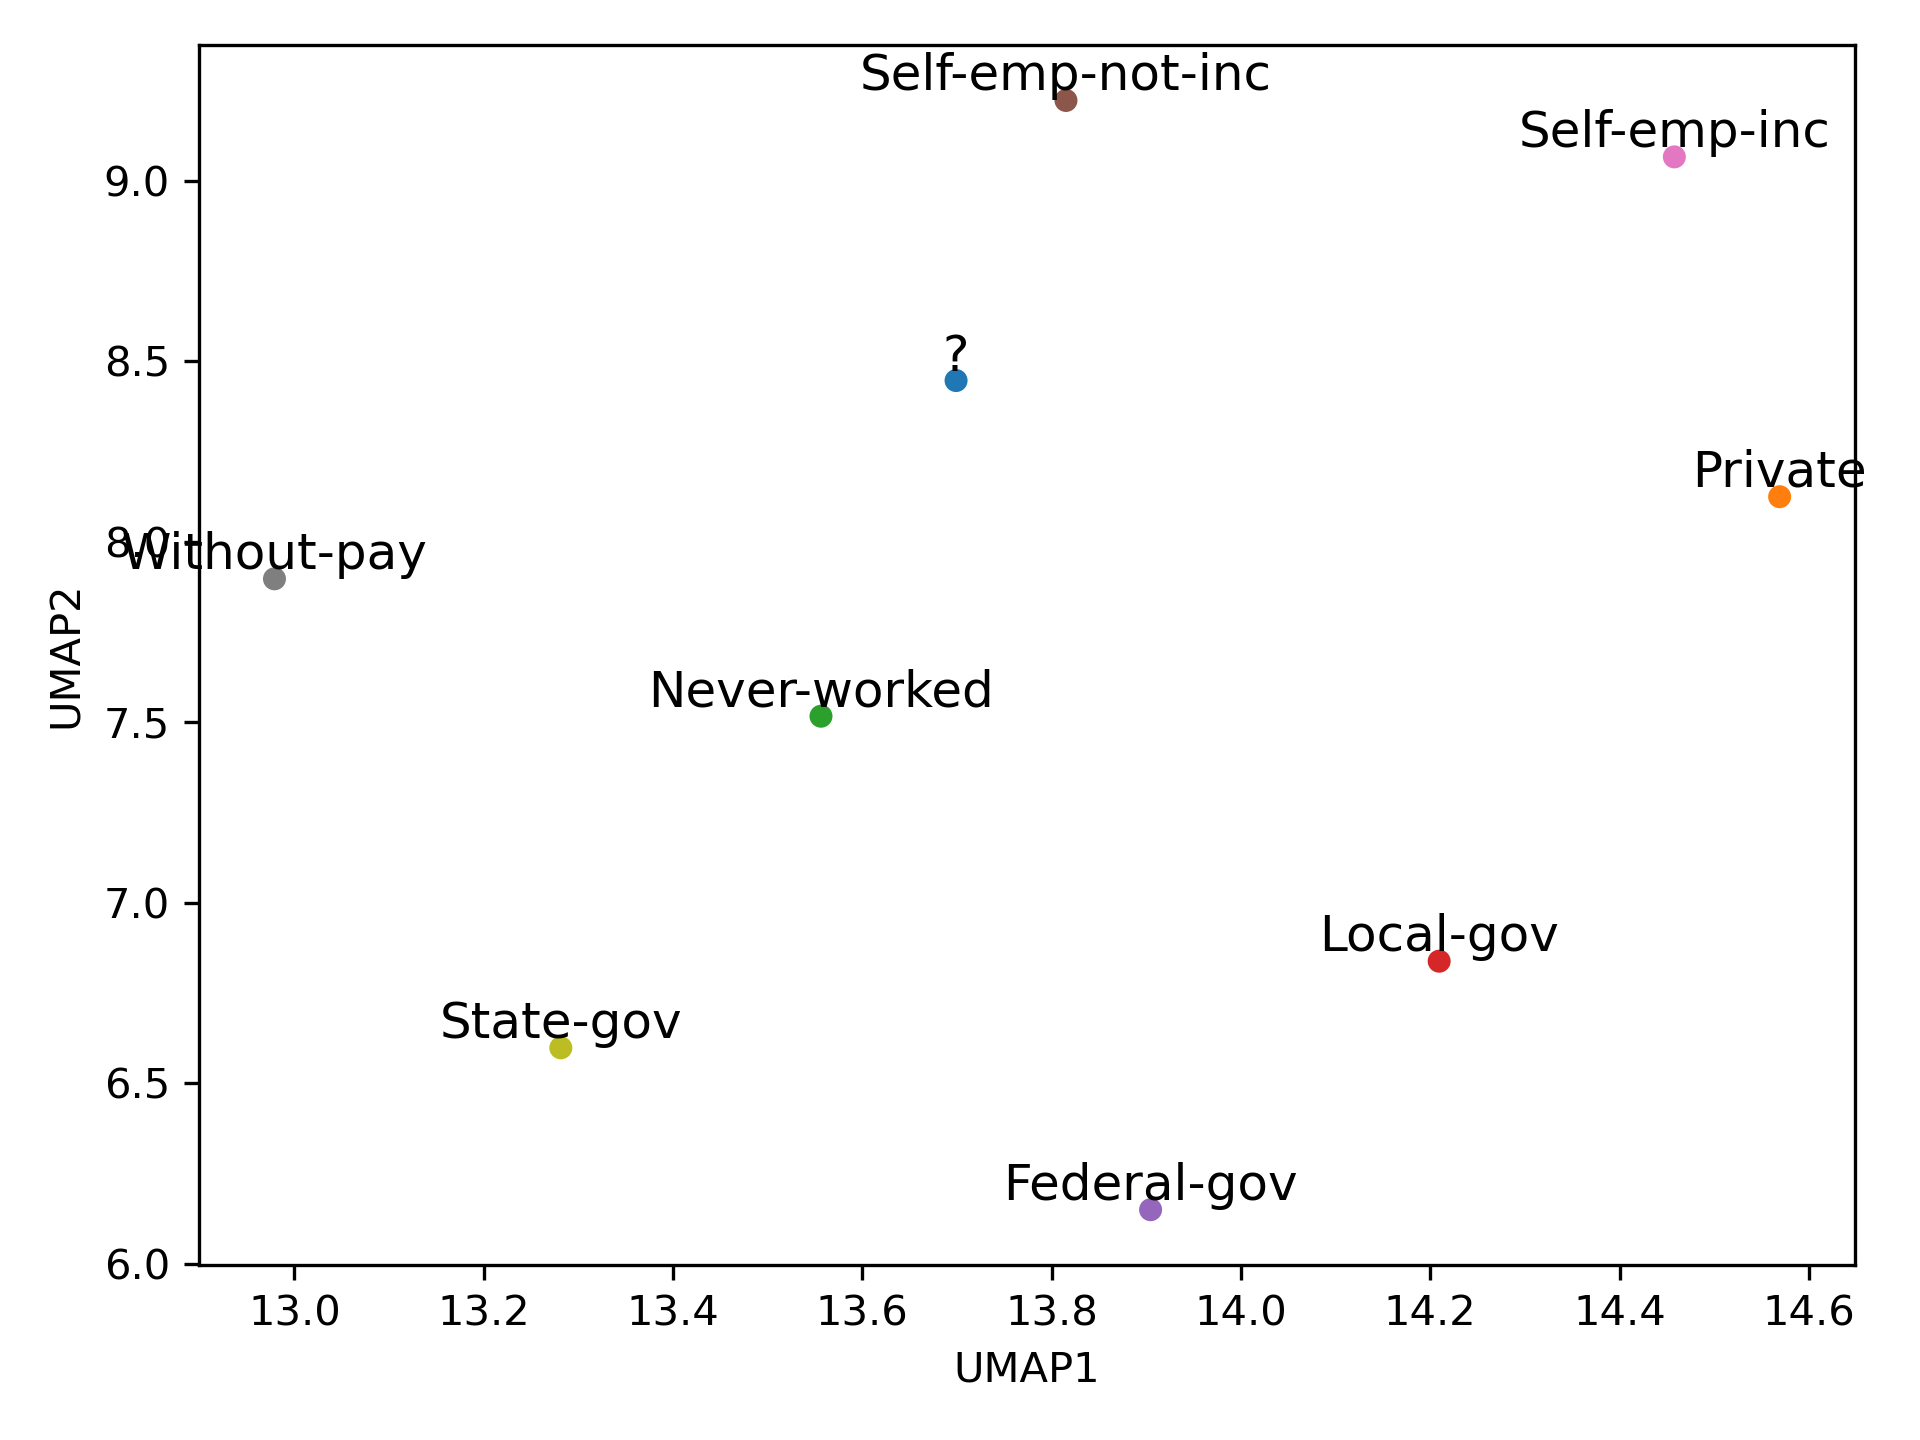 Self-emp-not-inc
Self-emp-inc
9.0
?
8.5
Private
8.0
Without-pay
UMAP2
Never-worked
7.5
7.0
Local-gov
State-gov
6.5
Federal-gov
6.0
13.0 13.2 13.4 13.6 13.8 14.0 14.2 14.4 14.6
UMAP1